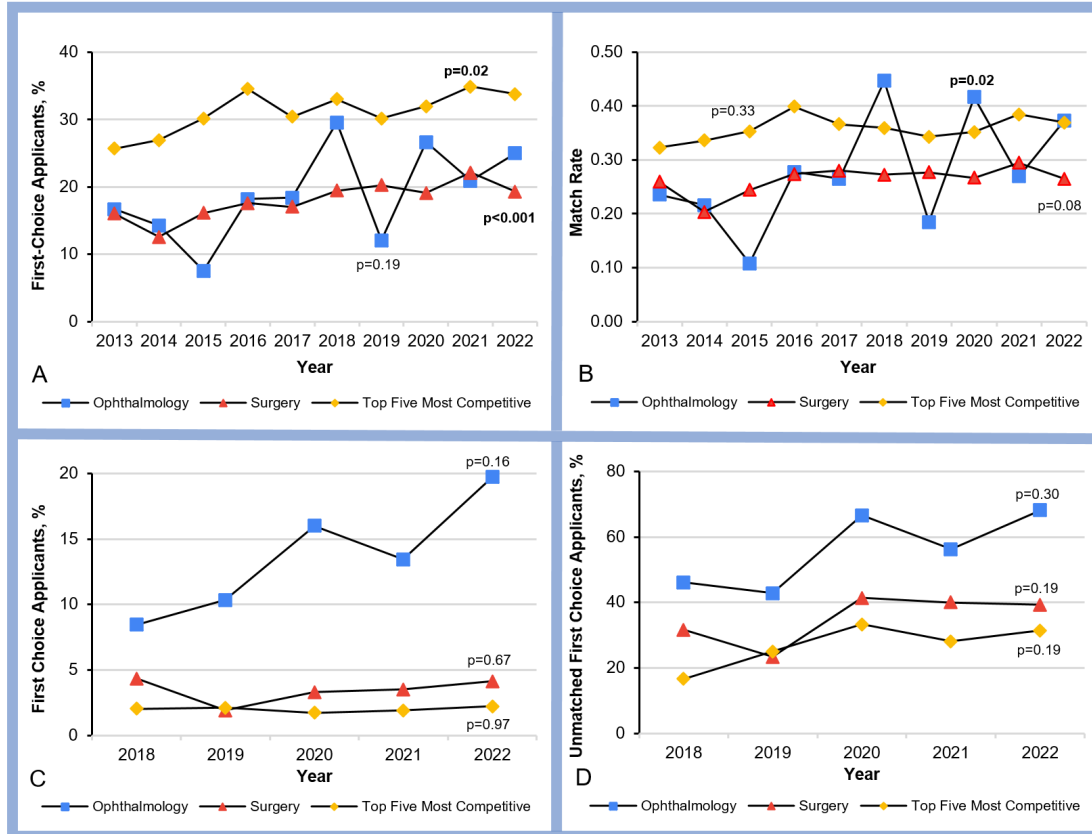 40
30
20
10
0
First-Choice Applicants, %
p=0.02
p<0.001
p=0.19
2013 2014 2015 2016 2017 2018 2019 2020 2021 2022
Year
A
Ophthalmology Surgery Top Five Most Competitive
0.50
0.40
0.30
0.20
0.10
0.00
Match Rate
p=0.33
p=0.02
p=0.08
2013 2014 2015 2016 2017 2018 2019 2020 2021 2022
Year
B
Ophthalmology Surgery Top Five Most Competitive
20
15
10
5
0
First Choice Applicants, %
p=0.16
p=0.67
p=0.97
2018 2019 2020 2021 2022
Year
C
Ophthalmology Surgery Top Five Most Competitive
80
60
40
20
0
Unmatched First Choice Applicants, %
p=0.30
p=0.19
p=0.19
2018 2019 2020 2021 2022
Year
D
Ophthalmology Surgery Top Five Most Competitive